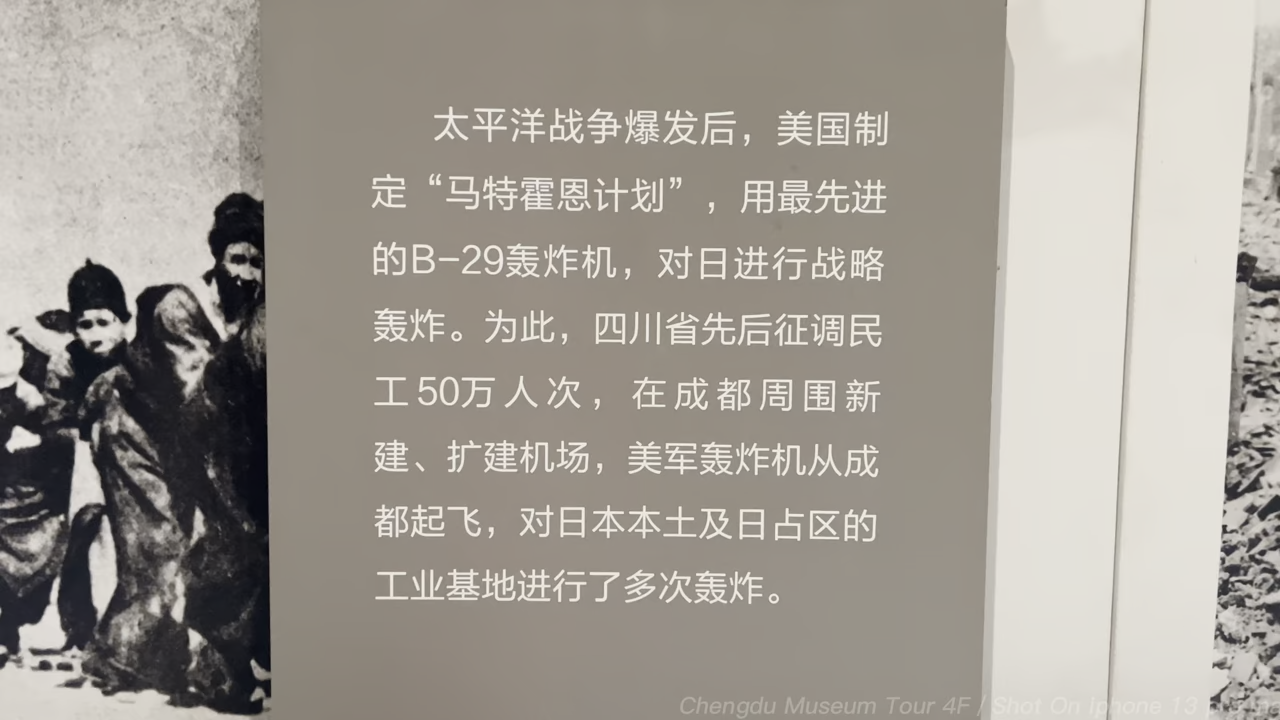 太平洋战争爆发后，美国制
定“马特霍恩计划”，用最先进
的B-29轰炸机，对日进行战略
轰炸。为此，四川省先后征调民
工50万人次，在成都周围新
建、扩建机场，美军轰炸机从成
都起飞，对日本本土及日占区的
工业基地进行了多次轰炸。
Chengdu Museum Tour 4F / Shot On Iphone 13